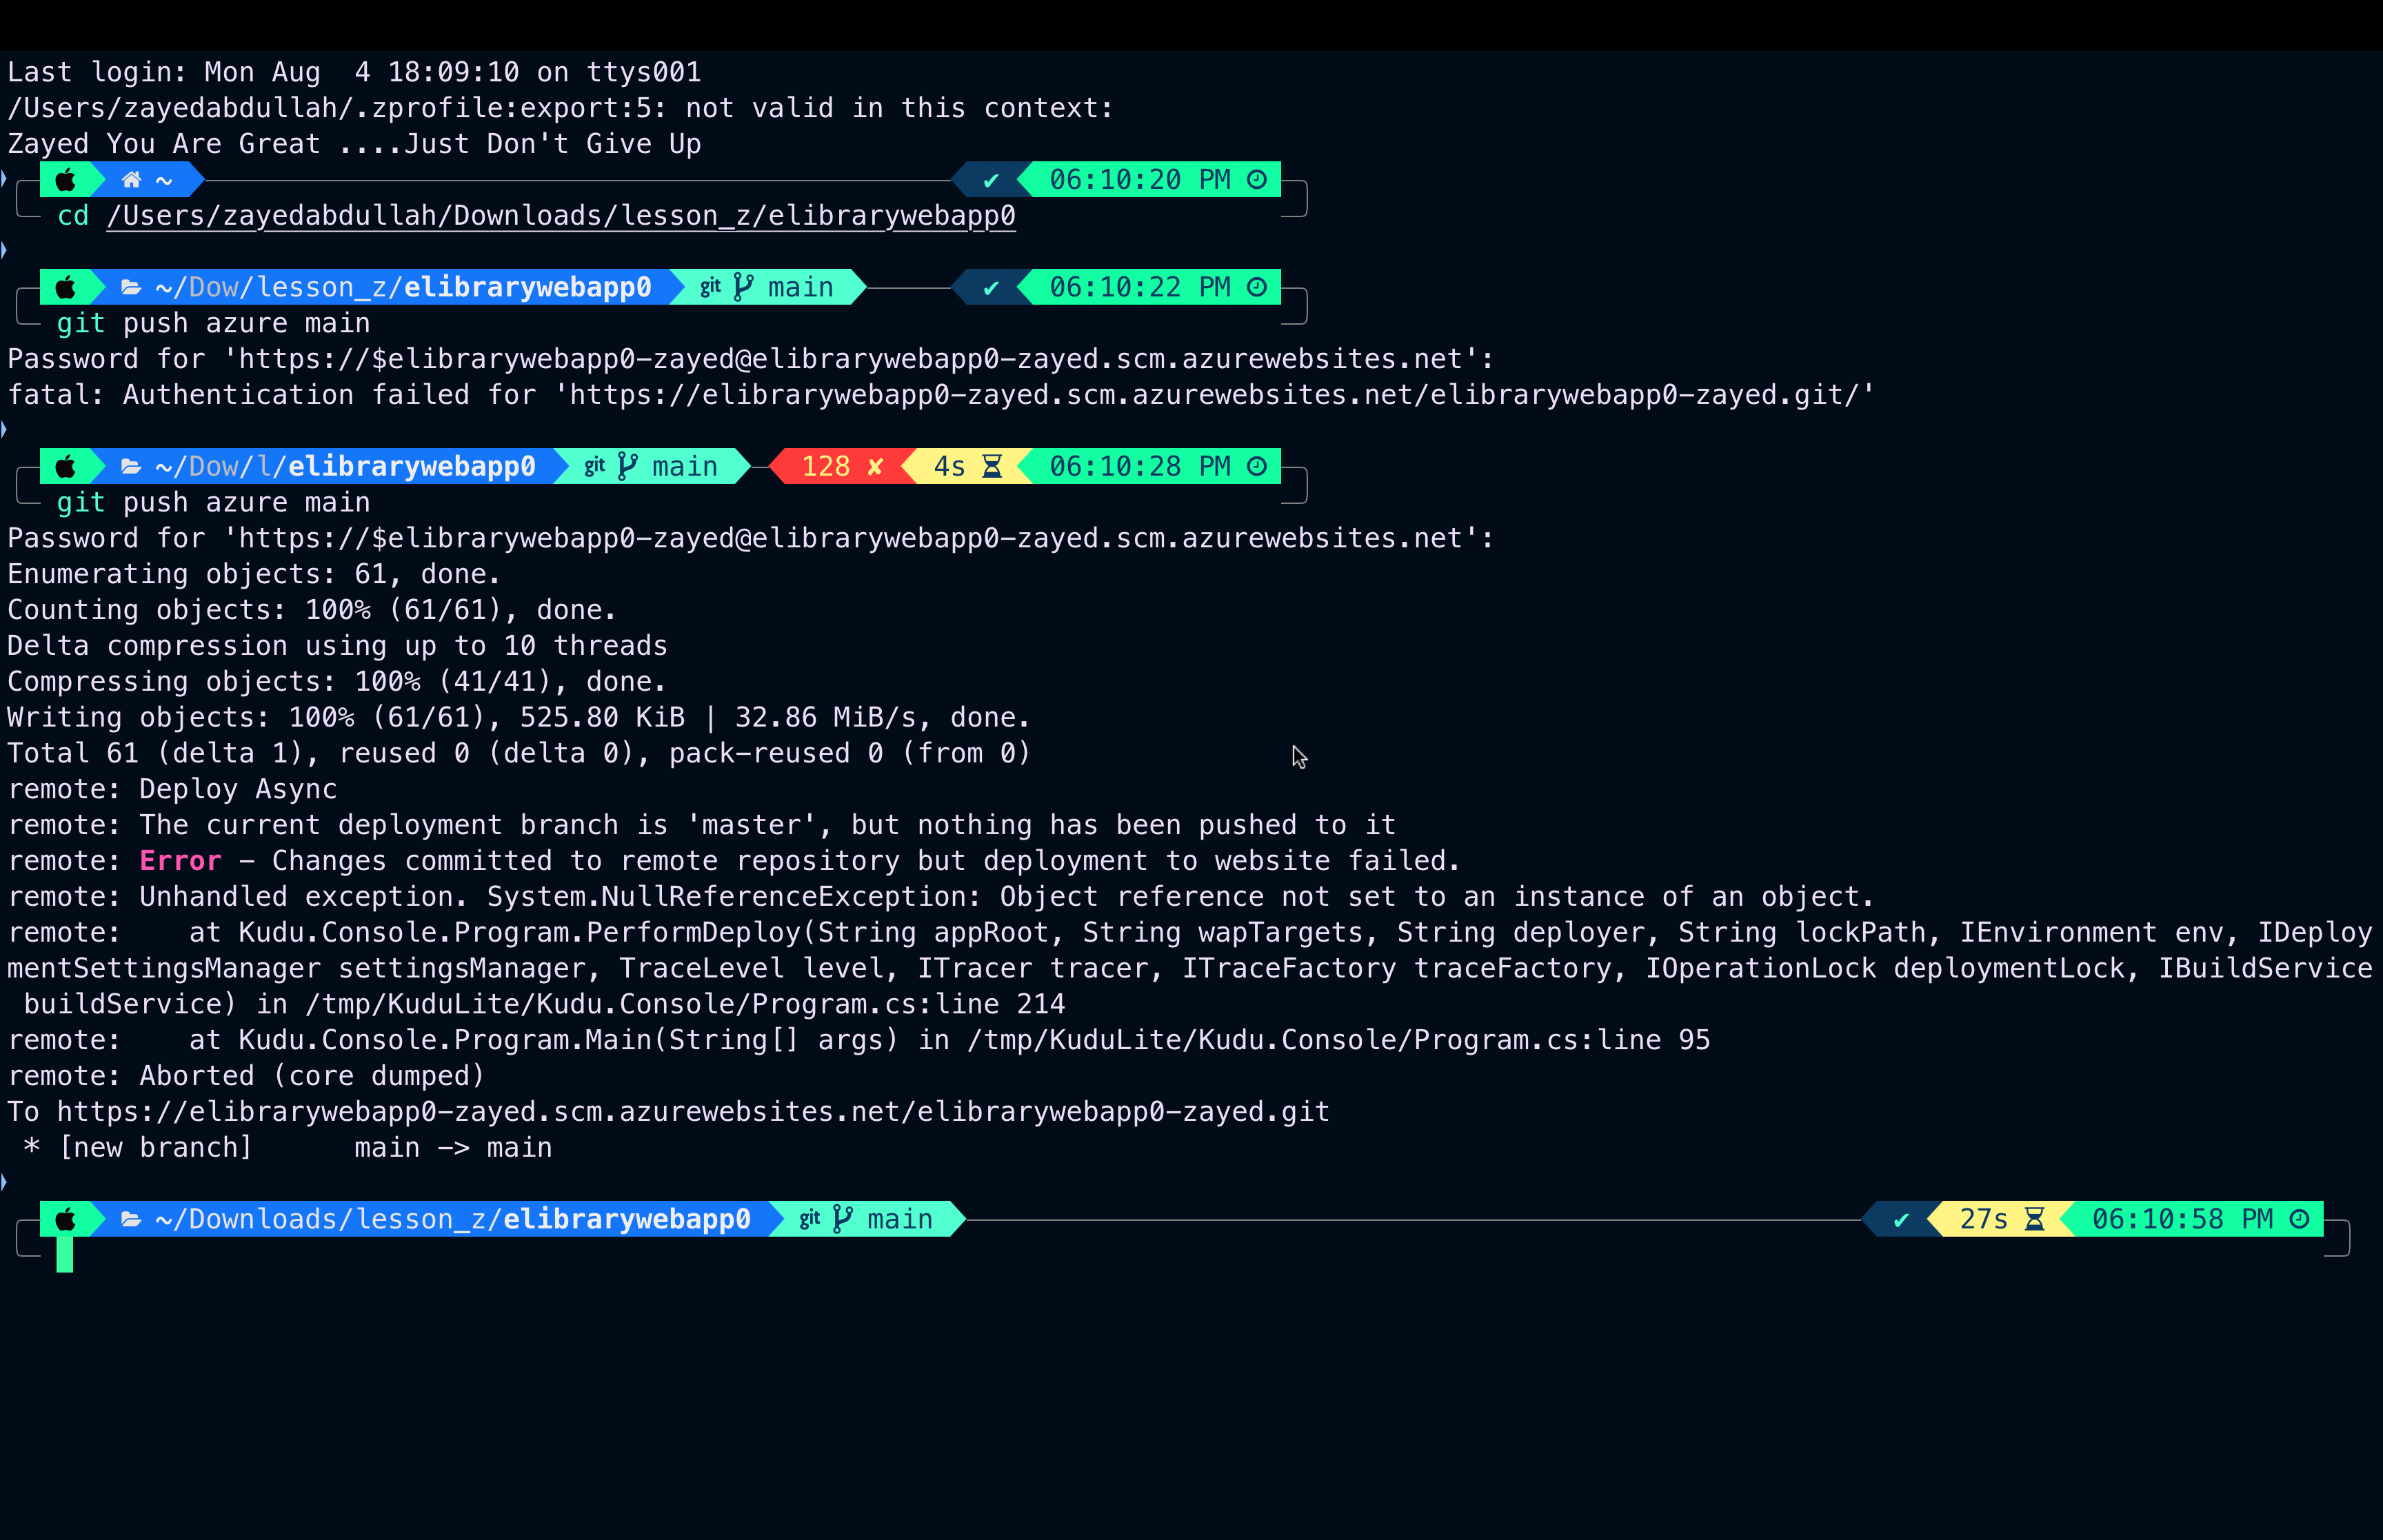 Last login: Mon Aug  4 18:09:10 on ttys001
/Users/zayedabdullah/.zprofile:export:5: not valid in this context:
Zayed You Are Great ....Just Don't Give Up
~ ✔ 06:10:20 PM
cd /Users/zayedabdullah/Downloads/lesson_z/elibrarywebapp0
~/Dow/lesson_z/elibrarywebapp0 git main ✔ 06:10:22 PM
git push azure main
Password for 'https://$elibrarywebapp0-zayed@elibrarywebapp0-zayed.scm.azurewebsites.net':
fatal: Authentication failed for 'https://elibrarywebapp0-zayed.scm.azurewebsites.net/elibrarywebapp0-zayed.git/'
~/Dow/l/elibrarywebapp0 git main 128 ✘ 4s 06:10:28 PM
git push azure main
Password for 'https://$elibrarywebapp0-zayed@elibrarywebapp0-zayed.scm.azurewebsites.net':
Enumerating objects: 61, done.
Counting objects: 100% (61/61), done.
Delta compression using up to 10 threads
Compressing objects: 100% (41/41), done.
Writing objects: 100% (61/61), 525.80 KiB | 32.86 MiB/s, done.
Total 61 (delta 1), reused 0 (delta 0), pack-reused 0 (from 0)
remote: Deploy Async
remote: The current deployment branch is 'master', but nothing has been pushed to it
remote: Error - Changes committed to remote repository but deployment to website failed.
remote: Unhandled exception. System.NullReferenceException: Object reference not set to an instance of an object.
remote:    at Kudu.Console.Program.PerformDeploy(String appRoot, String wapTargets, String deployer, String lockPath, IEnvironment env, IDeploy
mentSettingsManager settingsManager, TraceLevel level, ITracer tracer, ITraceFactory traceFactory, IOperationLock deploymentLock, IBuildService
 buildService) in /tmp/KuduLite/Kudu.Console/Program.cs:line 214
remote:    at Kudu.Console.Program.Main(String[] args) in /tmp/KuduLite/Kudu.Console/Program.cs:line 95
remote: Aborted (core dumped)
To https://elibrarywebapp0-zayed.scm.azurewebsites.net/elibrarywebapp0-zayed.git
 * [new branch]      main -> main
~/Downloads/lesson_z/elibrarywebapp0 git main ✔ 27s 06:10:58 PM